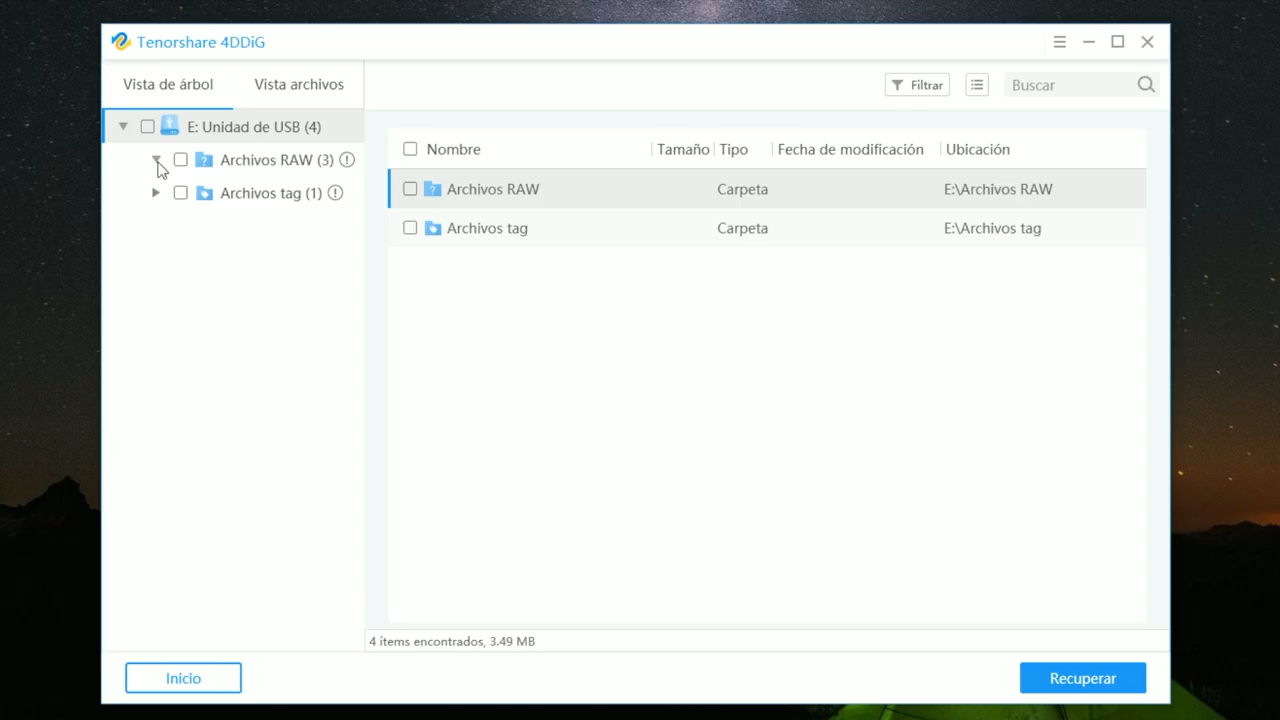 Tenorshare 4DDiG
Vista de árbol
Vista archivos
Filtrar
Buscar
E: Unidad de USB (4)
Archivos RAW (3)
Archivos tag (1)
Nombre
Tamaño
Tipo
Fecha de modificación
Ubicación
Archivos RAW
Carpeta
E:\Archivos RAW
Archivos tag
Carpeta
E:\Archivos tag
4 ítems encontrados, 3.49 MB
Inicio
Recuperar